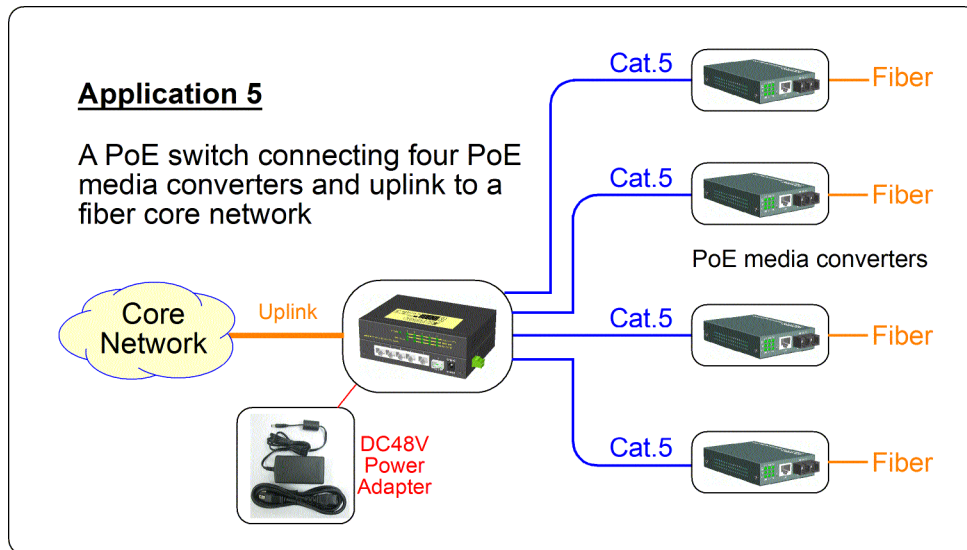 Application 5
A PoE switch connecting four PoE
media converters and uplink to a
fiber core network
Cat.5
Fiber
Cat.5
Fiber
PoE media converters
Core
Network
Uplink
Cat.5
Fiber
DC48V
Power
Adapter
Cat.5
Fiber